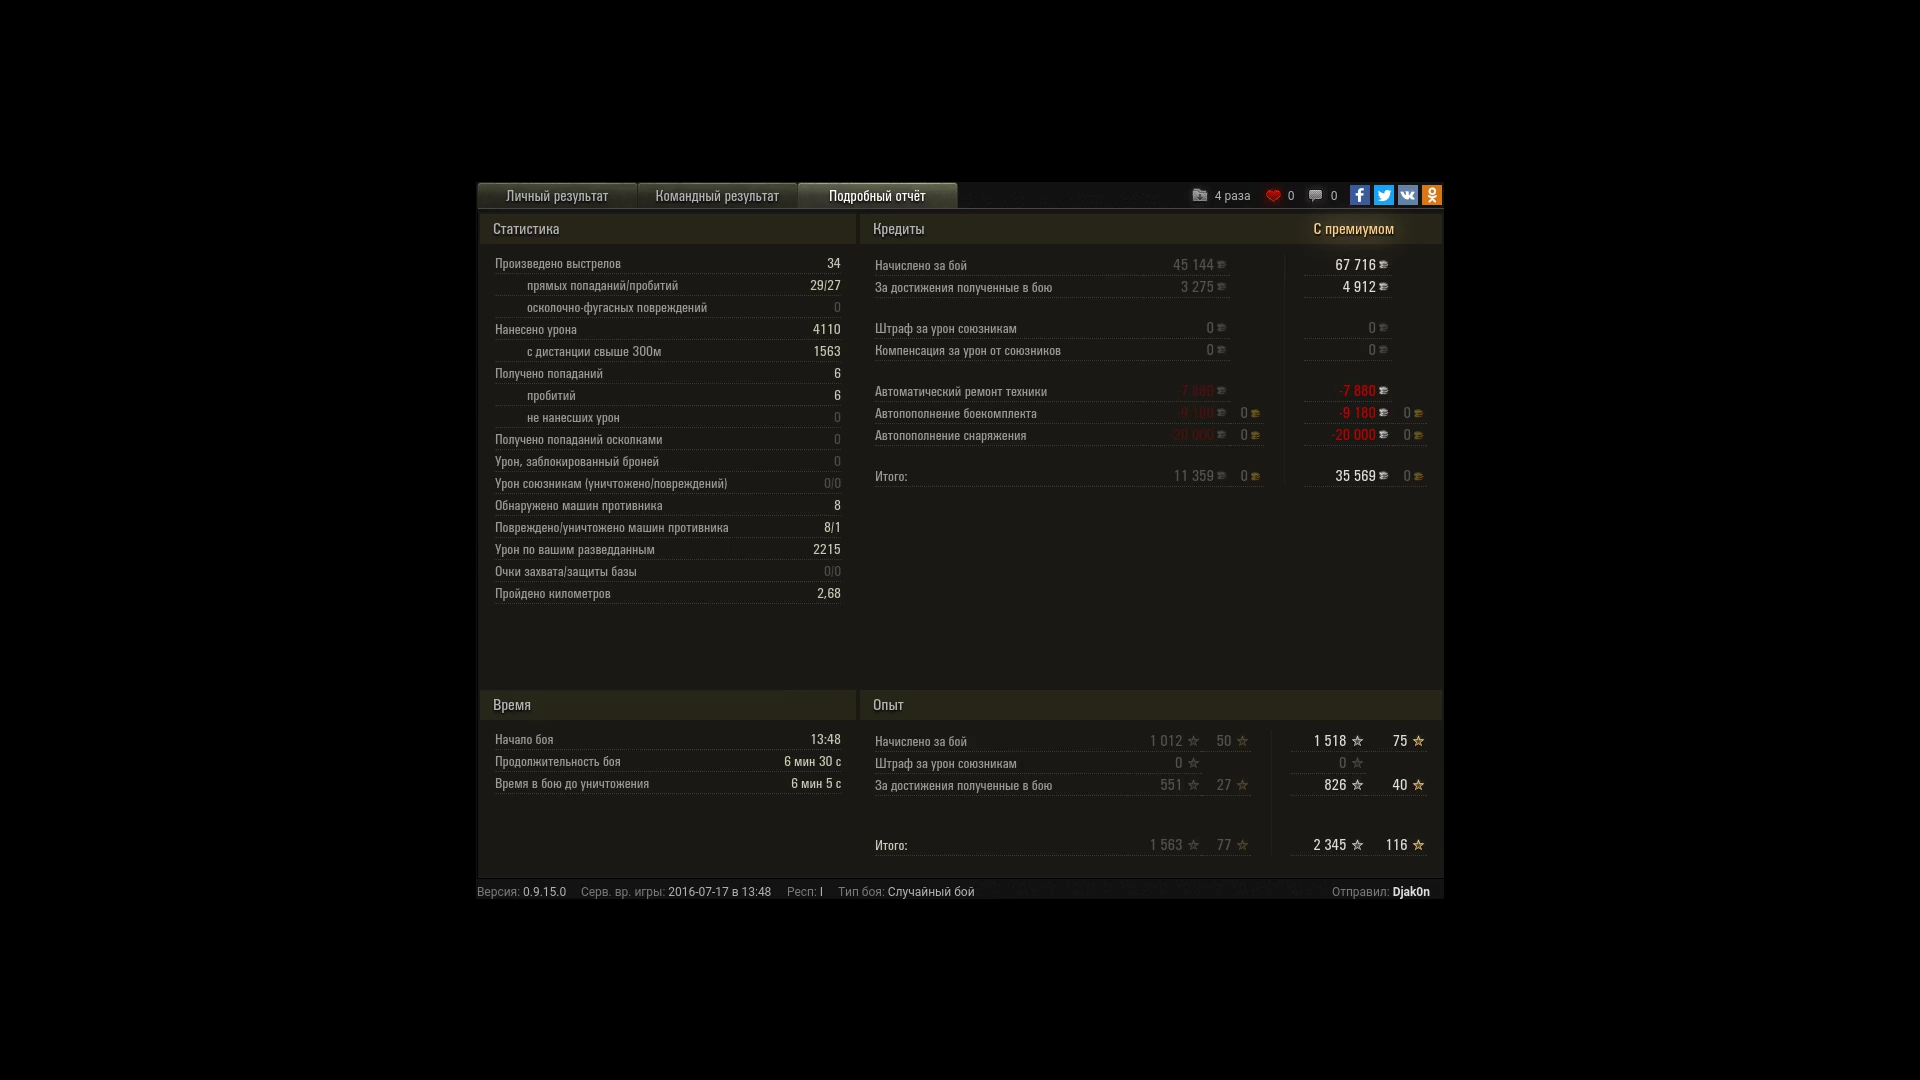 Личный результат Командный результат Подробный отчёт 4 раза 0 0
Статистика
Произведено выстрелов 34
прямых попаданий/пробитий 29/27
осколочно-фугасных повреждений 0
Нанесено урона 4110
с дистанции свыше 300м 1563
Получено попаданий 6
пробитий 6
не нанесших урон 0
Получено попаданий осколками 0
Урон, заблокированный броней 0
Урон союзникам (уничтожено/повреждений) 0/0
Обнаружено машин противника 8
Повреждено/уничтожено машин противника 8/1
Урон по вашим разведданным 2215
Очки захвата/защиты базы 0/0
Пройдено километров 2,68
Кредиты С премиумом
Начислено за бой 45 144 67 716
За достижения полученные в бою 3 275 4 912
Штраф за урон союзникам 0 0
Компенсация за урон от союзников 0 0
Автоматический ремонт техники -7 880 -7 880
Автопополнение боекомплекта -9 180 0 -9 180 0
Автопополнение снаряжения -20 000 0 -20 000 0
Итого: 11 359 0 35 569 0
Время
Начало боя 13:48
Продолжительность боя 6 мин 30 с
Время в бою до уничтожения 6 мин 5 с
Опыт
Начислено за бой 1 012 50 1 518 75
Штраф за урон союзникам 0 0
За достижения полученные в бою 551 27 826 40
Итого: 1 563 77 2 345 116
Версия: 0.9.15.0 Серв. вр. игры: 2016-07-17 в 13:48 Респ: I Тип боя: Случайный бой Отправил: Djak0n